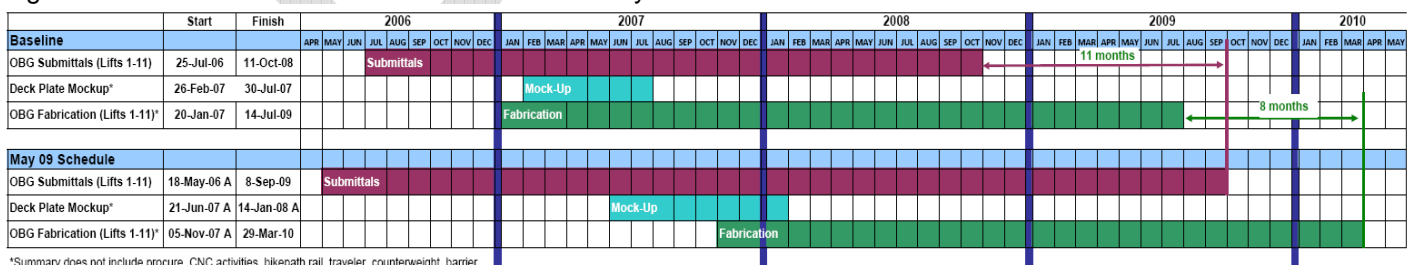 Start Finish 2006 2007 2008 2009 2010
Baseline APR MAY JUN JUL AUG SEP OCT NOV DEC JAN FEB MAR APR MAY JUN JUL AUG SEP OCT NOV DEC JAN FEB MAR APR MAY JUN JUL AUG SEP OCT NOV DEC JAN FEB MAR APR MAY JUN JUL AUG SEP OCT NOV DEC JAN FEB MAR APR MAY
OBG Submittals (Lifts 1-11) 25-Jul-06 11-Oct-08 Submittals 11 months
Deck Plate Mockup* 26-Feb-07 30-Jul-07 Mock-Up
OBG Fabrication (Lifts 1-11)* 20-Jan-07 14-Jul-09 Fabrication 8 months
May 09 Schedule
OBG Submittals (Lifts 1-11) 18-May-06 A 8-Sep-09 Submittals
Deck Plate Mockup* 21-Jun-07 A 14-Jan-08 A Mock-Up
OBG Fabrication (Lifts 1-11)* 05-Nov-07 A 29-Mar-10 Fabrication
*Summary does not include procure, CNC activities, bikepath rail, traveler, counterweight, barrier